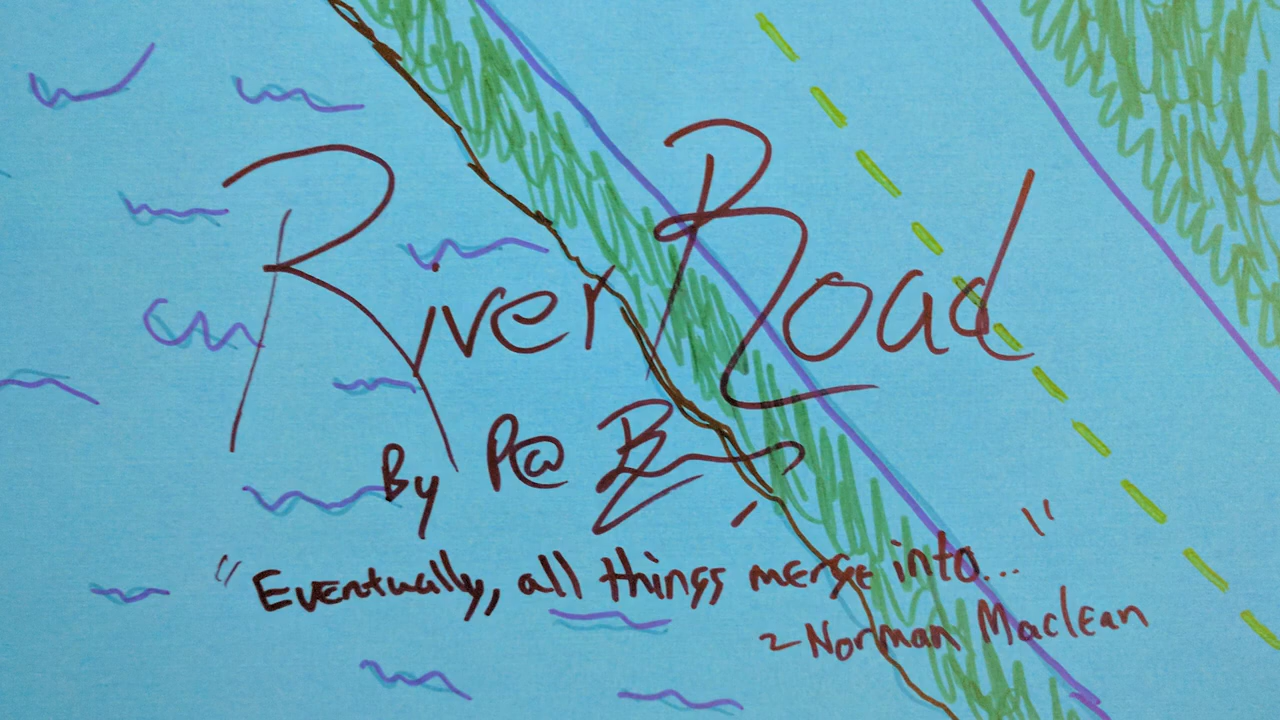 River Road
By P@
"Eventually, all things merge into... "
~Norman Maclean